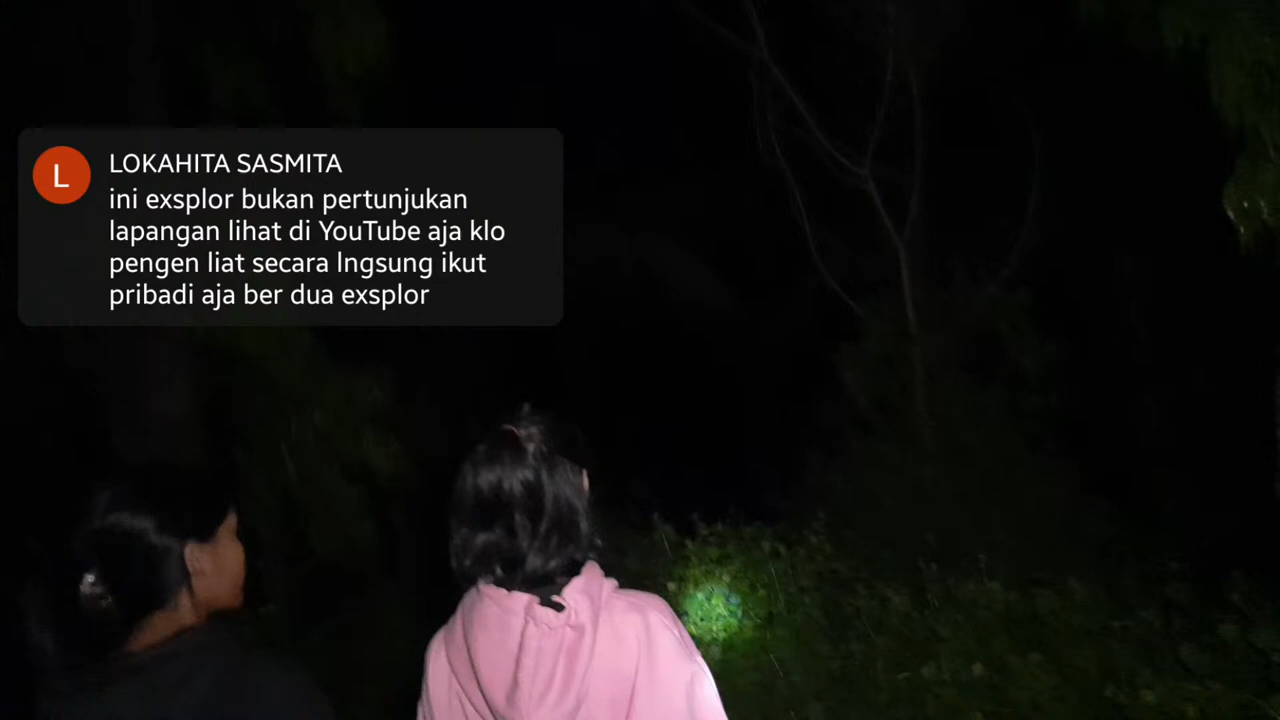 L
LOKAHITA SASMITA
ini exsplor bukan pertunjukan
lapangan lihat di YouTube aja klo
pengen liat secara lngsung ikut
pribadi aja ber dua exsplor